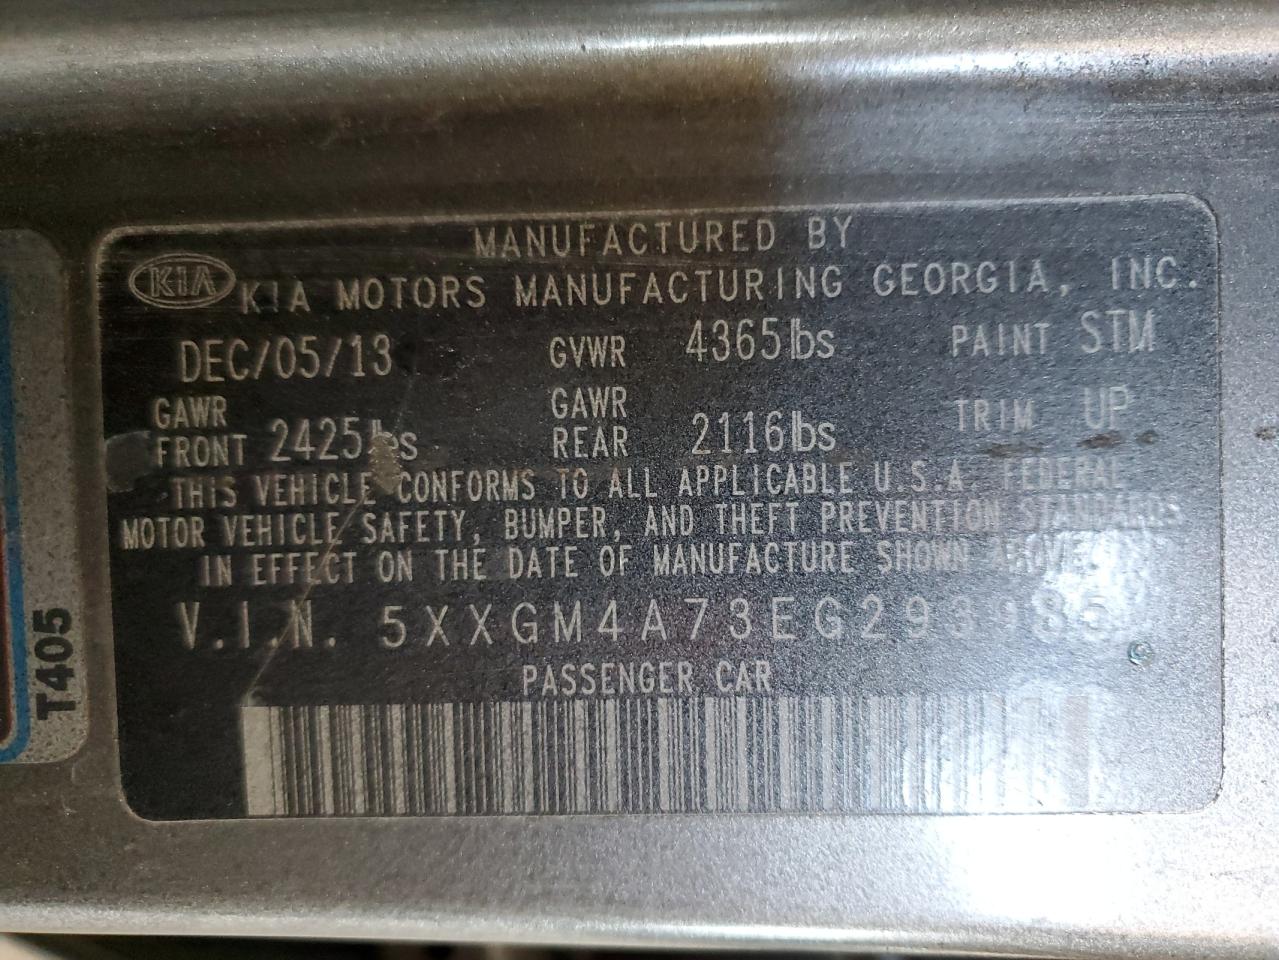 MANUFACTURED BY
KIA KIA MOTORS MANUFACTURING GEORGIA, INC.
DEC/05/13 GVWR 4365lbs PAINT STM
GAWR FRONT 2425lbs GAWR REAR 2116lbs TRIM UP
THIS VEHICLE CONFORMS TO ALL APPLICABLE U.S.A. FEDERAL
MOTOR VEHICLE SAFETY, BUMPER, AND THEFT PREVENTION STANDARDS
IN EFFECT ON THE DATE OF MANUFACTURE SHOWN ABOVE.
V.I.N. 5XXGM4A73EG293985
PASSENGER CAR
T405